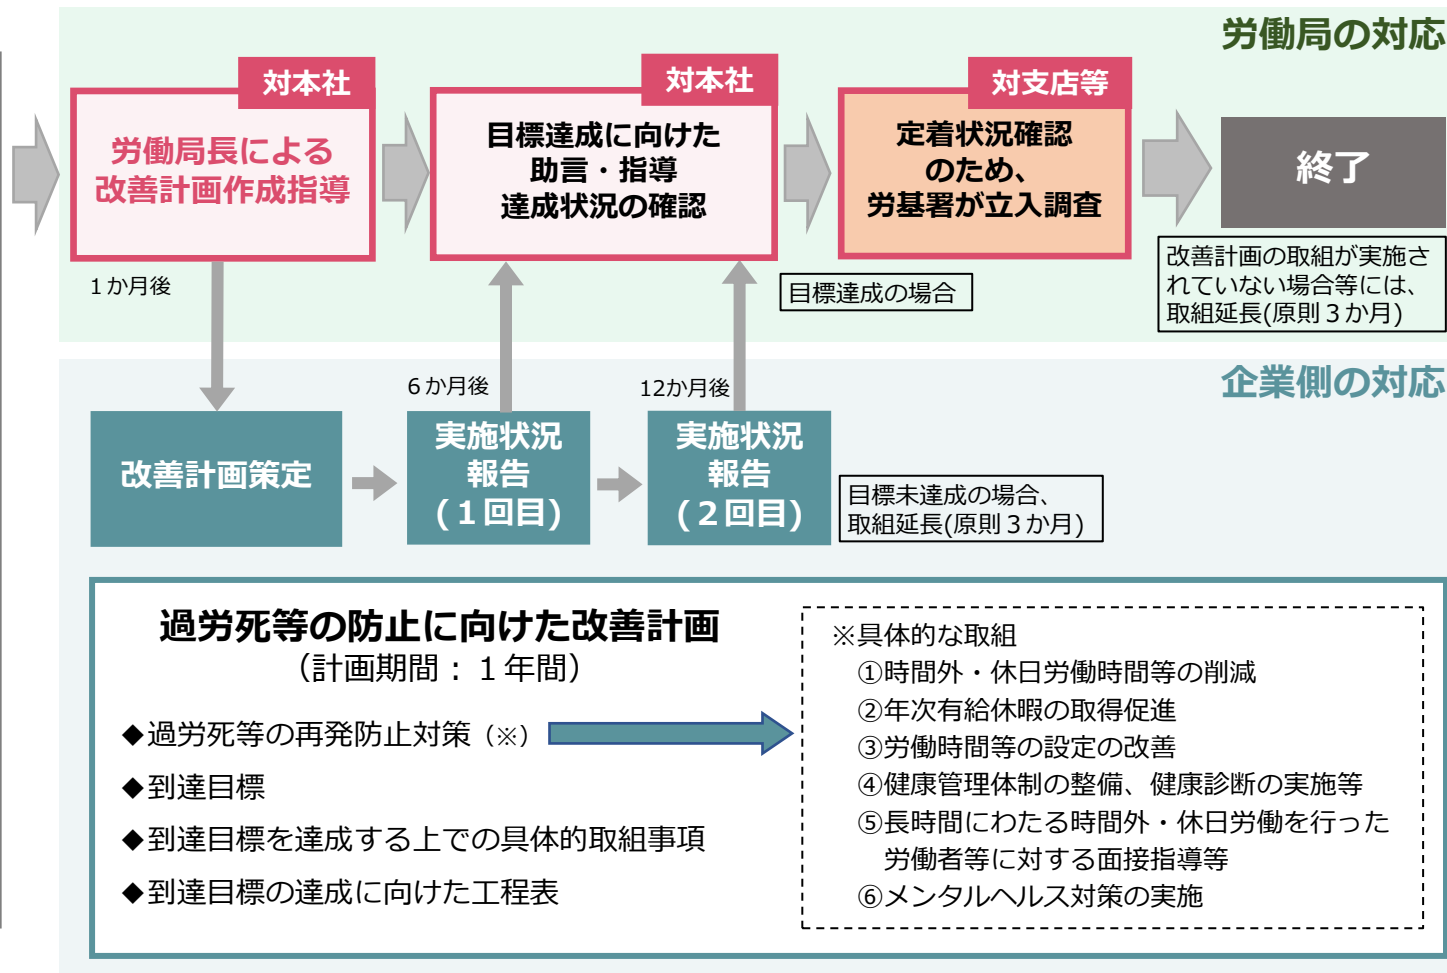 労働局の対応
対本社
労働局長による
改善計画作成指導
対本社
目標達成に向けた
助言・指導
達成状況の確認
対支店等
定着状況確認
のため、
労基署が立入調査
終了
改善計画の取組が実施さ
れていない場合等には、
取組延長(原則３か月)
１か月後
目標達成の場合
企業側の対応
６か月後
12か月後
改善計画策定
実施状況
報告
(１回目)
実施状況
報告
(２回目)
目標未達成の場合、
取組延長(原則３か月)
過労死等の防止に向けた改善計画
（計画期間：１年間）
◆過労死等の再発防止対策（※）
◆到達目標
◆到達目標を達成する上での具体的取組事項
◆到達目標の達成に向けた工程表
※具体的な取組
①時間外・休日労働時間等の削減
②年次有給休暇の取得促進
③労働時間等の設定の改善
④健康管理体制の整備、健康診断の実施等
⑤長時間にわたる時間外・休日労働を行った
労働者等に対する面接指導等
⑥メンタルヘルス対策の実施